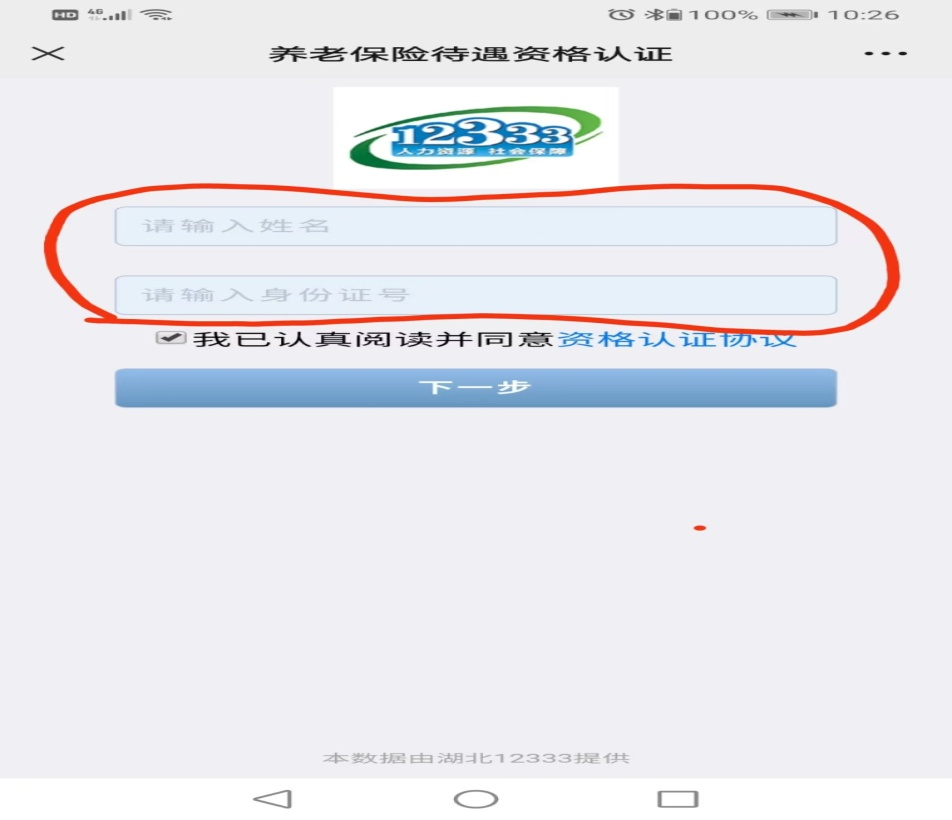 HD 4G 100% 10:26
养老保险待遇资格认证
12333
人力资源 社会保障
请输入姓名
请输入身份证号
我已认真阅读并同意资格认证协议
下一步
本数据由湖北12333提供